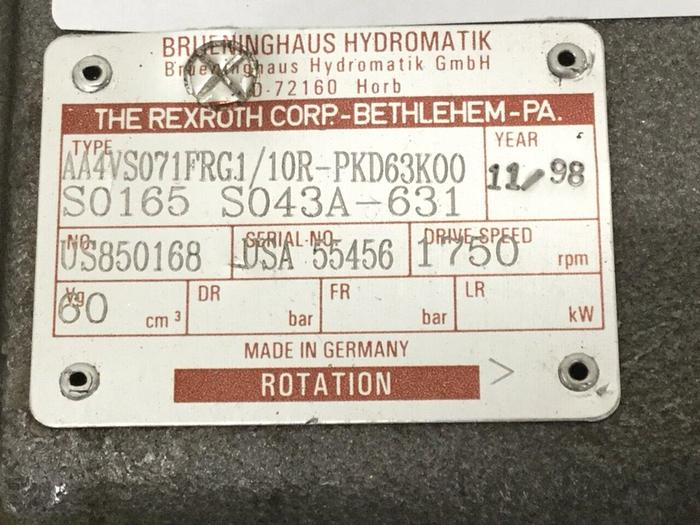 BRUENINGHAUS HYDROMATIK
Brueninghaus Hydromatik GmbH
D-72160 Horb
THE REXROTH CORP.-BETHLEHEM-PA.
TYPE
AA4VSO71FRG1/10R-PKD63K00
SO165 SO43A-631
YEAR
11/98
NO.
US850168
SERIAL-NO.
USA 55456
DRIVE-SPEED
1750 rpm
Vg
60 cm³
DR bar
FR bar
LR kW
MADE IN GERMANY
ROTATION >